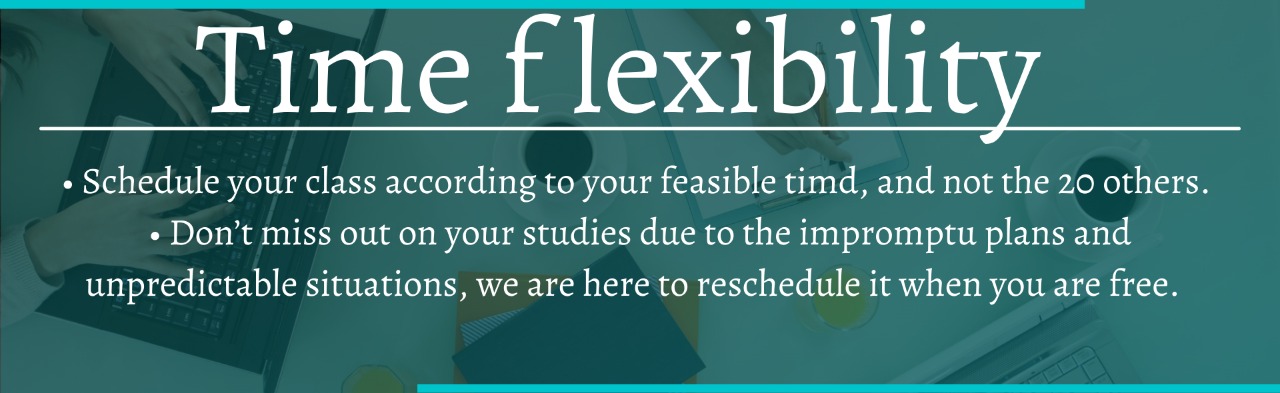 Time flexibility
• Schedule your class according to your feasible timd, and not the 20 others.
• Don’t miss out on your studies due to the impromptu plans and
unpredictable situations, we are here to reschedule it when you are free.